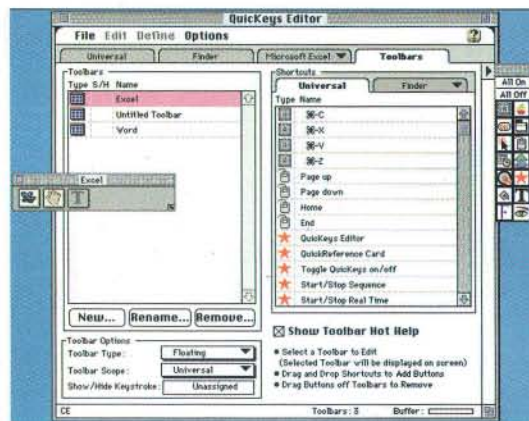 QuicKeys Editor
File Edit Define Options
Universal Finder Microsoft Excel Toolbars
Toolbars
Type S/H Name
Excel
Untitled Toolbar
Word
Excel
T
New... Rename... Remove...
Toolbar Options
Toolbar Type: Floating
Toolbar Scope: Universal
Show/Hide Keystroke: Unassigned
Shortcuts
Universal Finder
Type Name
⌘-C
⌘-X
⌘-V
⌘-Z
Page up
Page down
Home
End
QuicKeys Editor
QuickReference Card
Toggle QuicKeys on/off
Start/Stop Sequence
Start/Stop Real Time
Show Toolbar Hot Help
• Select a Toolbar to Edit
(Selected Toolbar will be displayed on screen)
• Drag and Drop Shortcuts to Add Buttons
• Drag Buttons off Toolbars to Remove
CE Toolbars: 3 Buffer:
All On
All Off
T